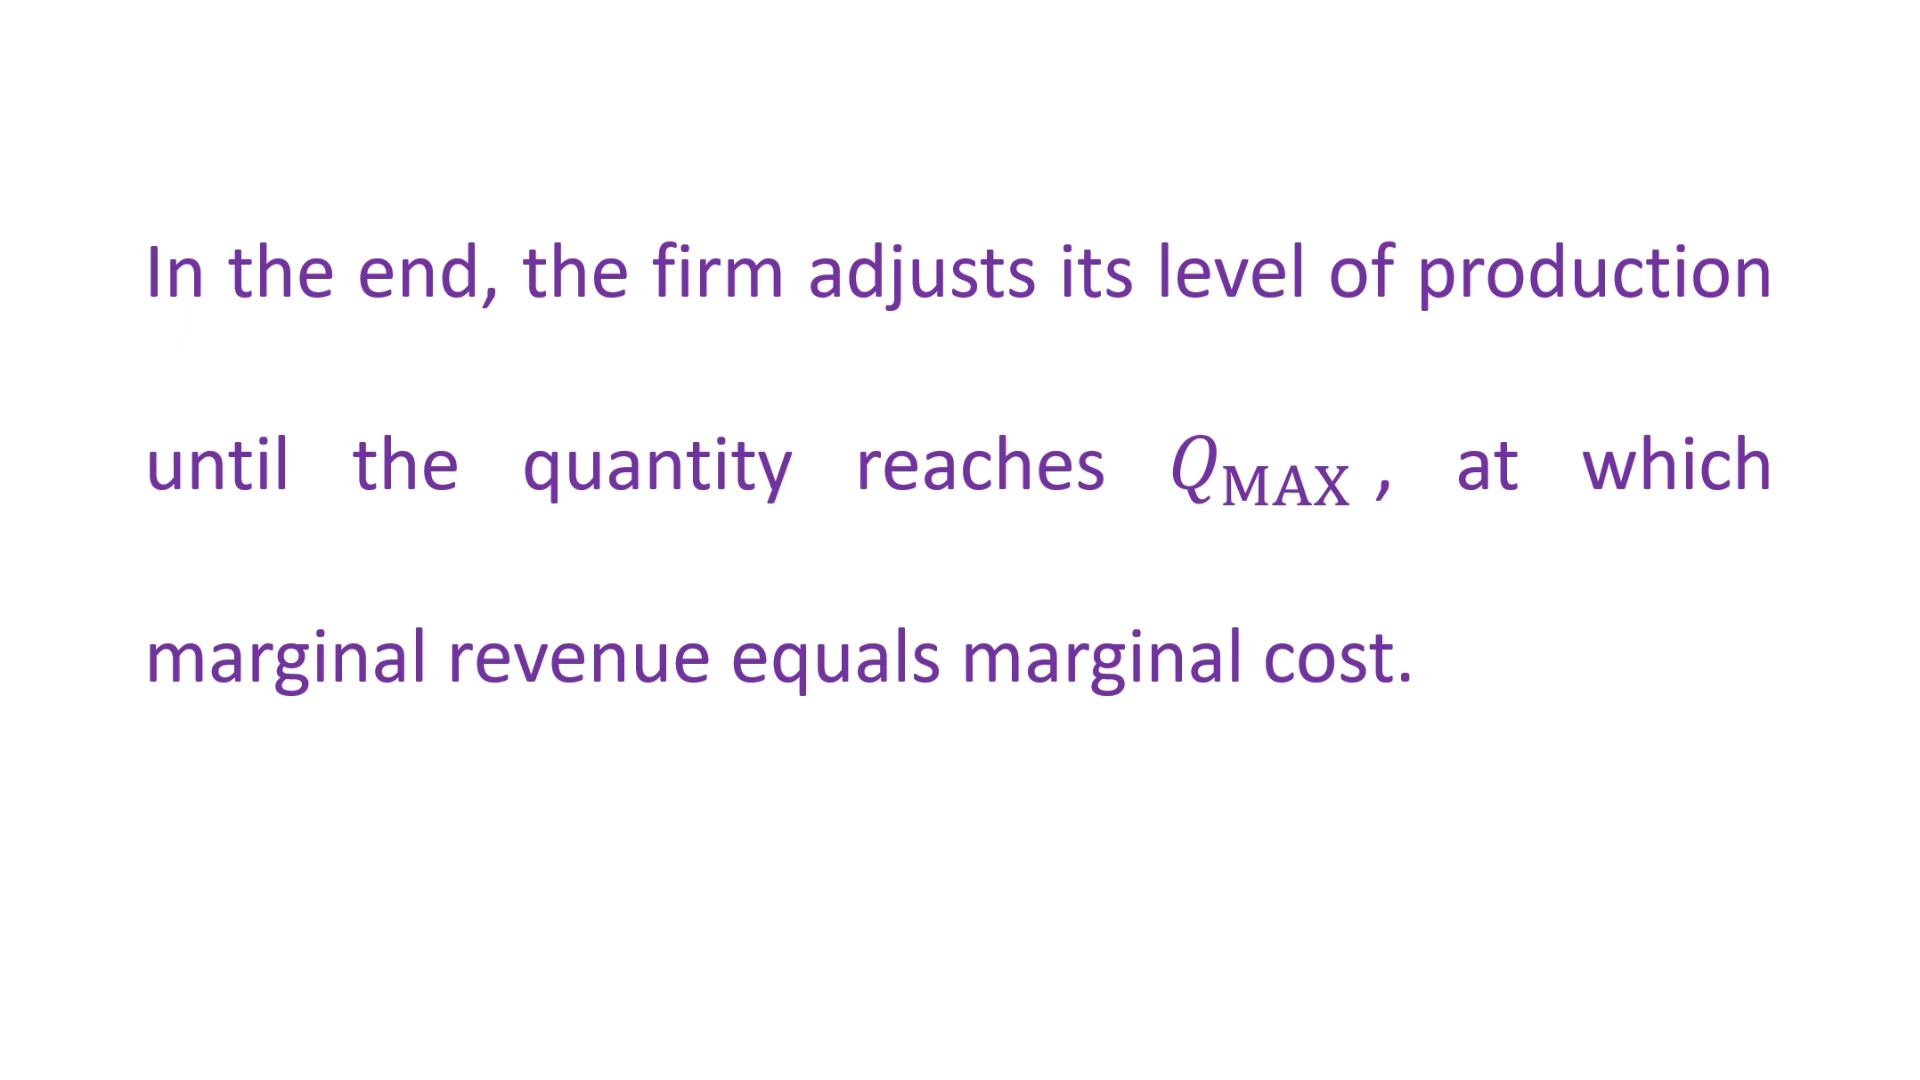 In the end, the firm adjusts its level of production
until the quantity reaches Q_MAX , at which
marginal revenue equals marginal cost.